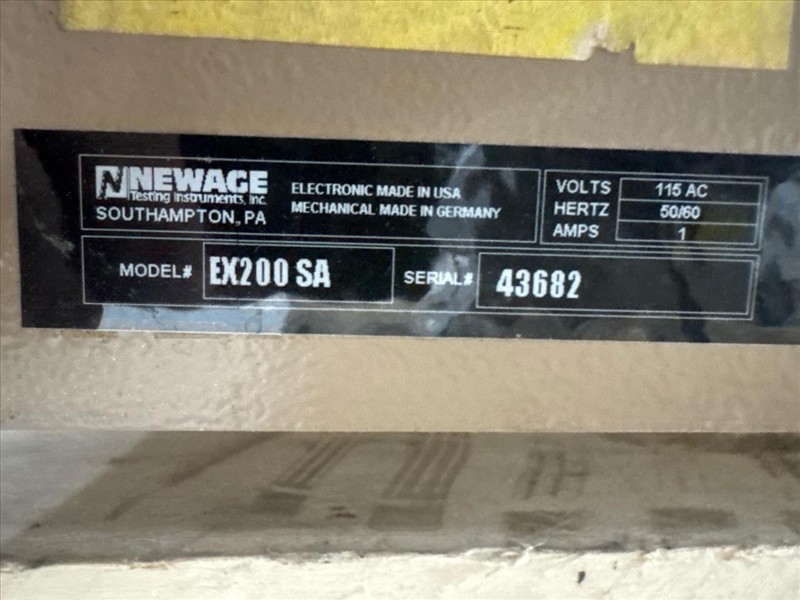 NEWAGE
Testing Instruments, Inc.
SOUTHAMPTON, PA
ELECTRONIC MADE IN USA
MECHANICAL MADE IN GERMANY
VOLTS 115 AC
HERTZ 50/60
AMPS 1
MODEL# EX200 SA
SERIAL# 43682